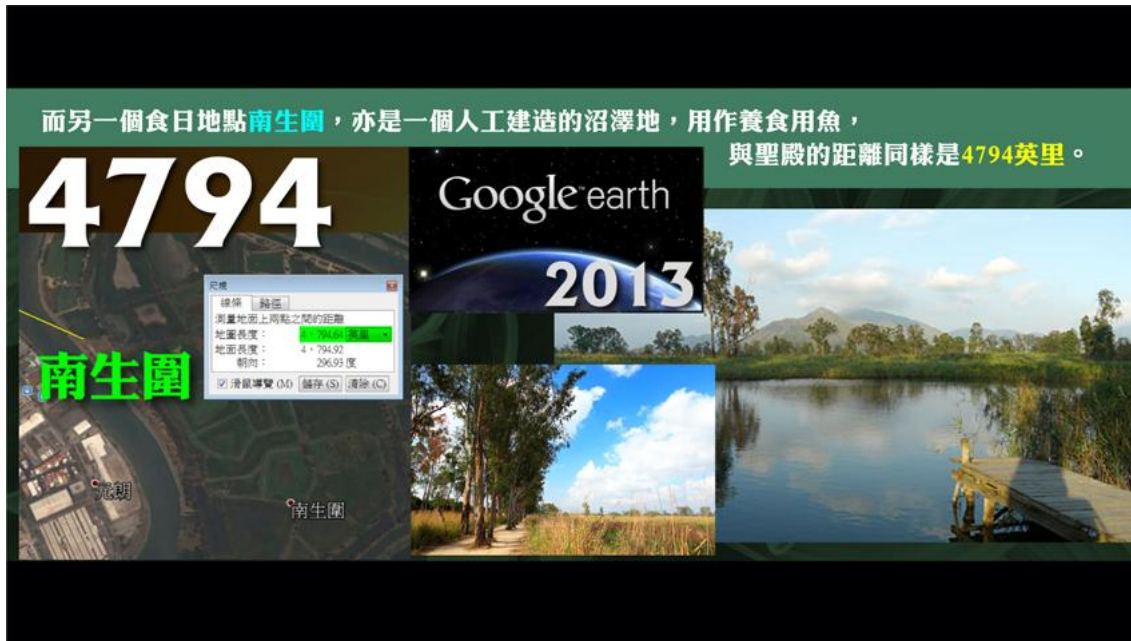 而另一個食日地點南生圍，亦是一個人工建造的沼澤地，用作養食用魚，
與聖殿的距離同樣是4794英里。
4794
Google earth
2013
尺規
線條 路徑
測量地面上兩點之間的距離
地圖長度： 4，794.64 英里
地面長度： 4，794.92
朝向： 296.93 度
滑鼠導覽 (M) 儲存 (S) 清除 (C)
南生圍
元朗
南生圍